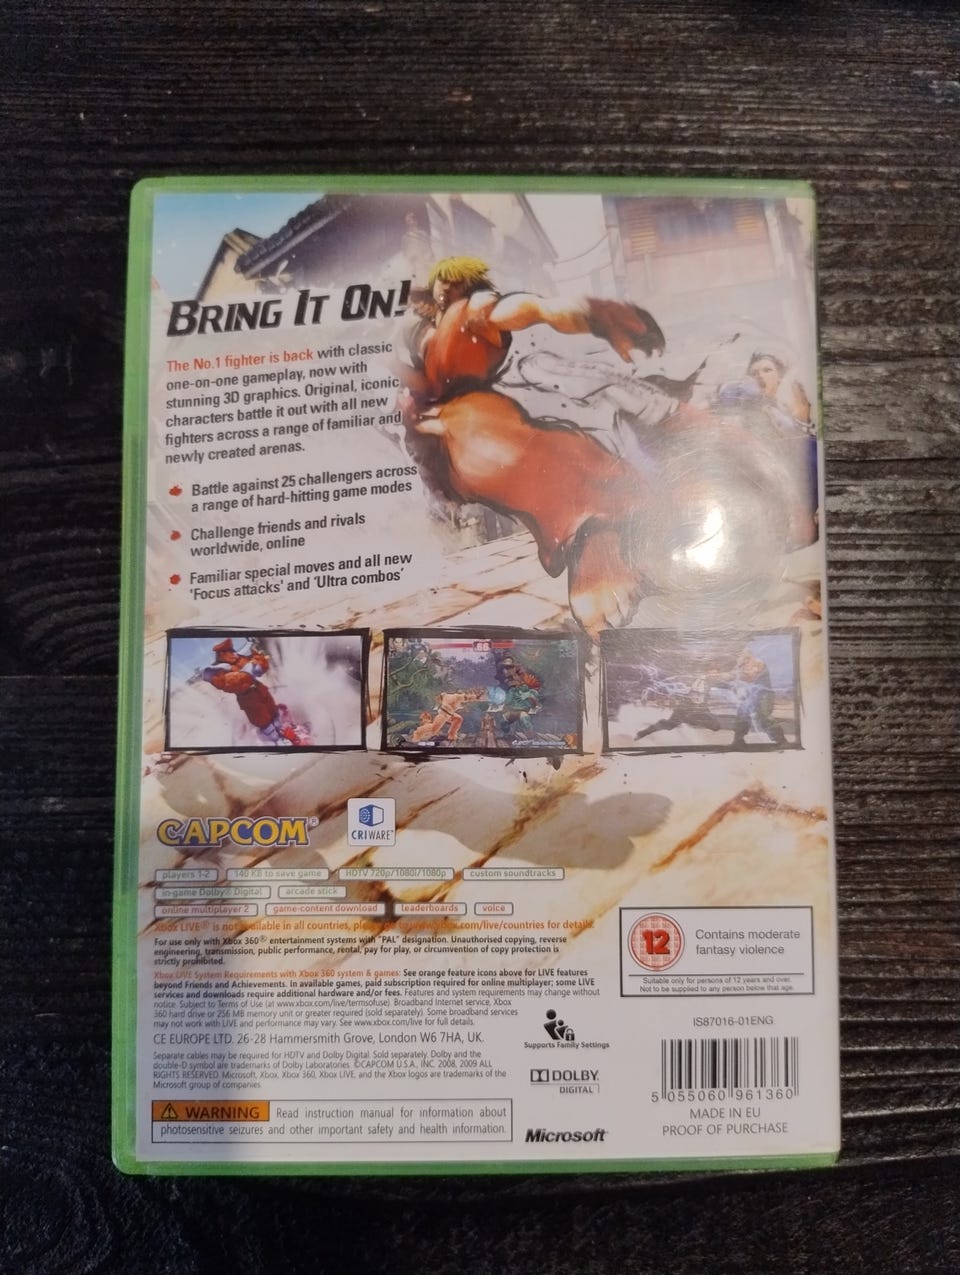 BRING IT ON!
The No.1 fighter is back with classic
one-on-one gameplay, now with
stunning 3D graphics. Original, iconic
characters battle it out with all new
fighters across a range of familiar and
newly created arenas.
Battle against 25 challengers across
a range of hard-hitting game modes
Challenge friends and rivals
worldwide, online
Familiar special moves and all new
'Focus attacks' and 'Ultra combos'
66
CAPCOM®
CRIWARE™
players 1-2 140 KB to save game HDTV 720p/1080i/1080p custom soundtracks
in-game Dolby® Digital arcade stick
online multiplayer 2 game-content download leaderboards voice
Xbox LIVE® is not available in all countries, please go to www.xbox.com/live/countries for details.
For use only with Xbox 360® entertainment systems with "PAL" designation. Unauthorised copying, reverse
engineering, transmission, public performance, rental, pay for play, or circumvention of copy protection is
strictly prohibited.
Xbox LIVE System Requirements with Xbox 360 system & games: See orange feature icons above for LIVE features
beyond Friends and Achievements. In available games, paid subscription required for online multiplayer; some LIVE
services and downloads require additional hardware and/or fees. Features and system requirements may change without
notice. Subject to Terms of Use (at www.xbox.com/live/termsofuse). Broadband Internet service, Xbox
360 hard drive or 256 MB memory unit or greater required (sold separately). Some broadband services
may not work with LIVE and performance may vary. See www.xbox.com/live for full details.
CE EUROPE LTD. 26-28 Hammersmith Grove, London W6 7HA, UK.
Separate cables may be required for HDTV and Dolby Digital. Sold separately. Dolby and the
double-D symbol are trademarks of Dolby Laboratories. ©CAPCOM U.S.A., INC. 2008, 2009 ALL
RIGHTS RESERVED. Microsoft, Xbox, Xbox 360, Xbox LIVE, and the Xbox logos are trademarks of the
Microsoft group of companies.
WARNING Read instruction manual for information about
photosensitive seizures and other important safety and health information.
12
Contains moderate
fantasy violence
Suitable only for persons of 12 years and over.
Not to be supplied to any person below that age.
IS87016-01ENG
Supports Family Settings
DOLBY
DIGITAL
Microsoft®
5 055060 961360
MADE IN EU
PROOF OF PURCHASE